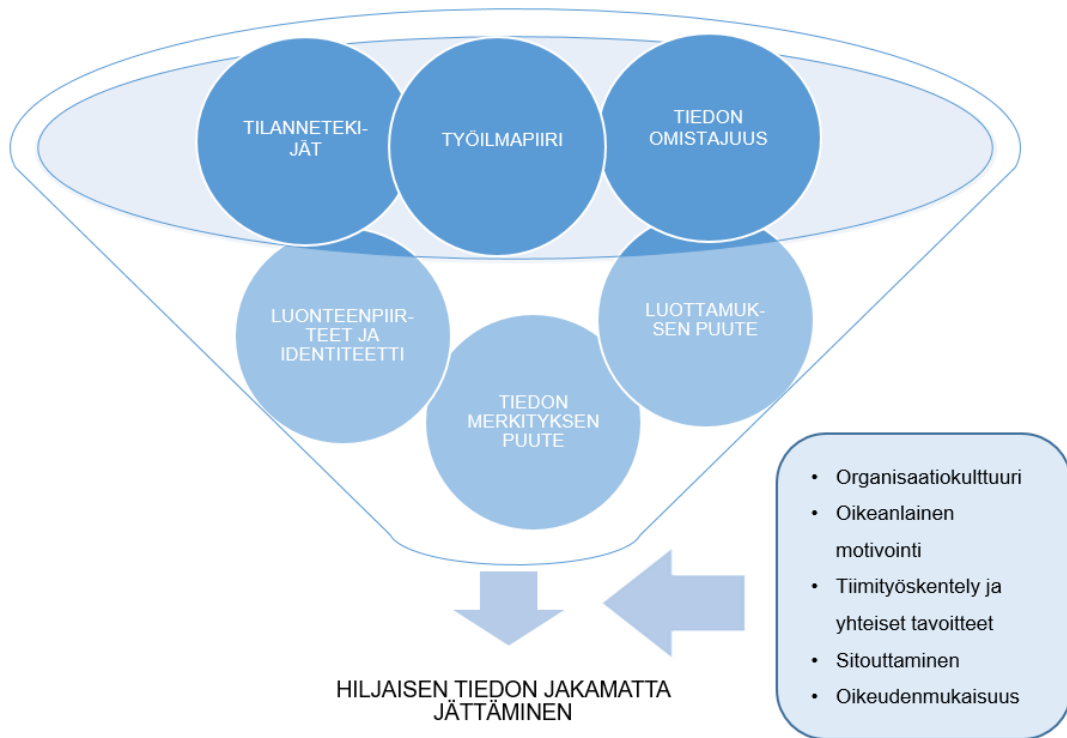 TILANNETEKI-
JÄT
TYÖILMAPIIRI
TIEDON
OMISTAJUUS
LUONTEENPIIR-
TEET JA
IDENTITEETTI
LUOTTAMUK-
SEN PUUTE
TIEDON
MERKITYKSEN
PUUTE
• Organisaatiokulttuuri
• Oikeanlainen
motivointi
• Tiimityöskentely ja
yhteiset tavoitteet
• Sitouttaminen
• Oikeudenmukaisuus
HILJAISEN TIEDON JAKAMATTA
JÄTTÄMINEN